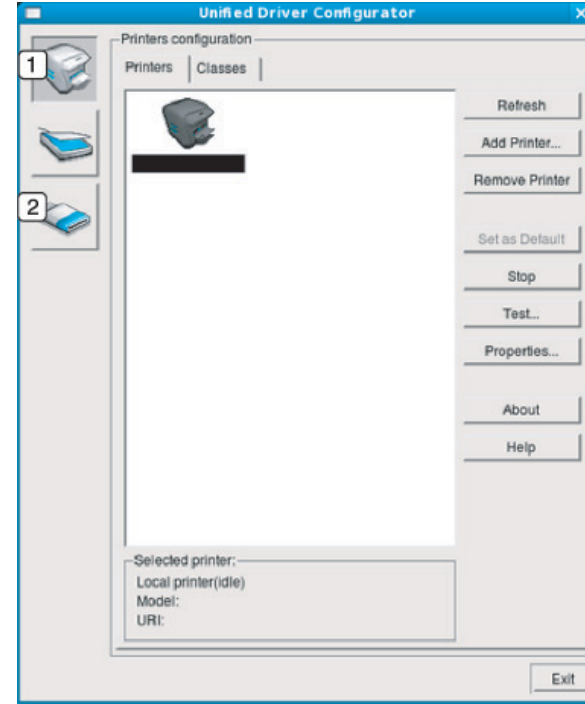 Unified Driver Configurator
1
2
Printers configuration
Printers
Classes
Refresh
Add Printer...
Remove Printer
Set as Default
Stop
Test...
Properties...
About
Help
Selected printer:
Local printer(idle)
Model:
URI:
Exit